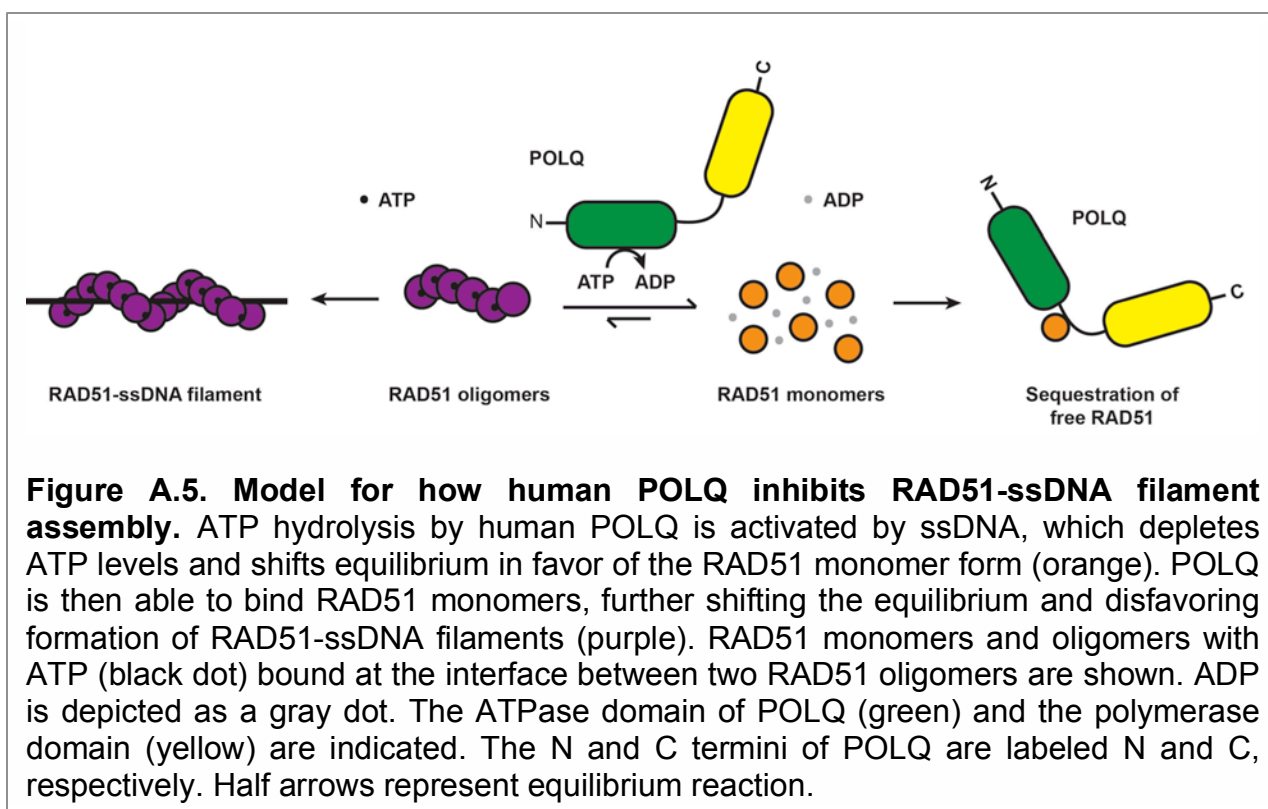 C
POLQ
ATP
ADP
N
N
POLQ
ATP ADP
C
RAD51-ssDNA filament
RAD51 oligomers
RAD51 monomers
Sequestration of
free RAD51
Figure A.5. Model for how human POLQ inhibits RAD51-ssDNA filament
assembly. ATP hydrolysis by human POLQ is activated by ssDNA, which depletes
ATP levels and shifts equilibrium in favor of the RAD51 monomer form (orange). POLQ
is then able to bind RAD51 monomers, further shifting the equilibrium and disfavoring
formation of RAD51-ssDNA filaments (purple). RAD51 monomers and oligomers with
ATP (black dot) bound at the interface between two RAD51 oligomers are shown. ADP
is depicted as a gray dot. The ATPase domain of POLQ (green) and the polymerase
domain (yellow) are indicated. The N and C termini of POLQ are labeled N and C,
respectively. Half arrows represent equilibrium reaction.